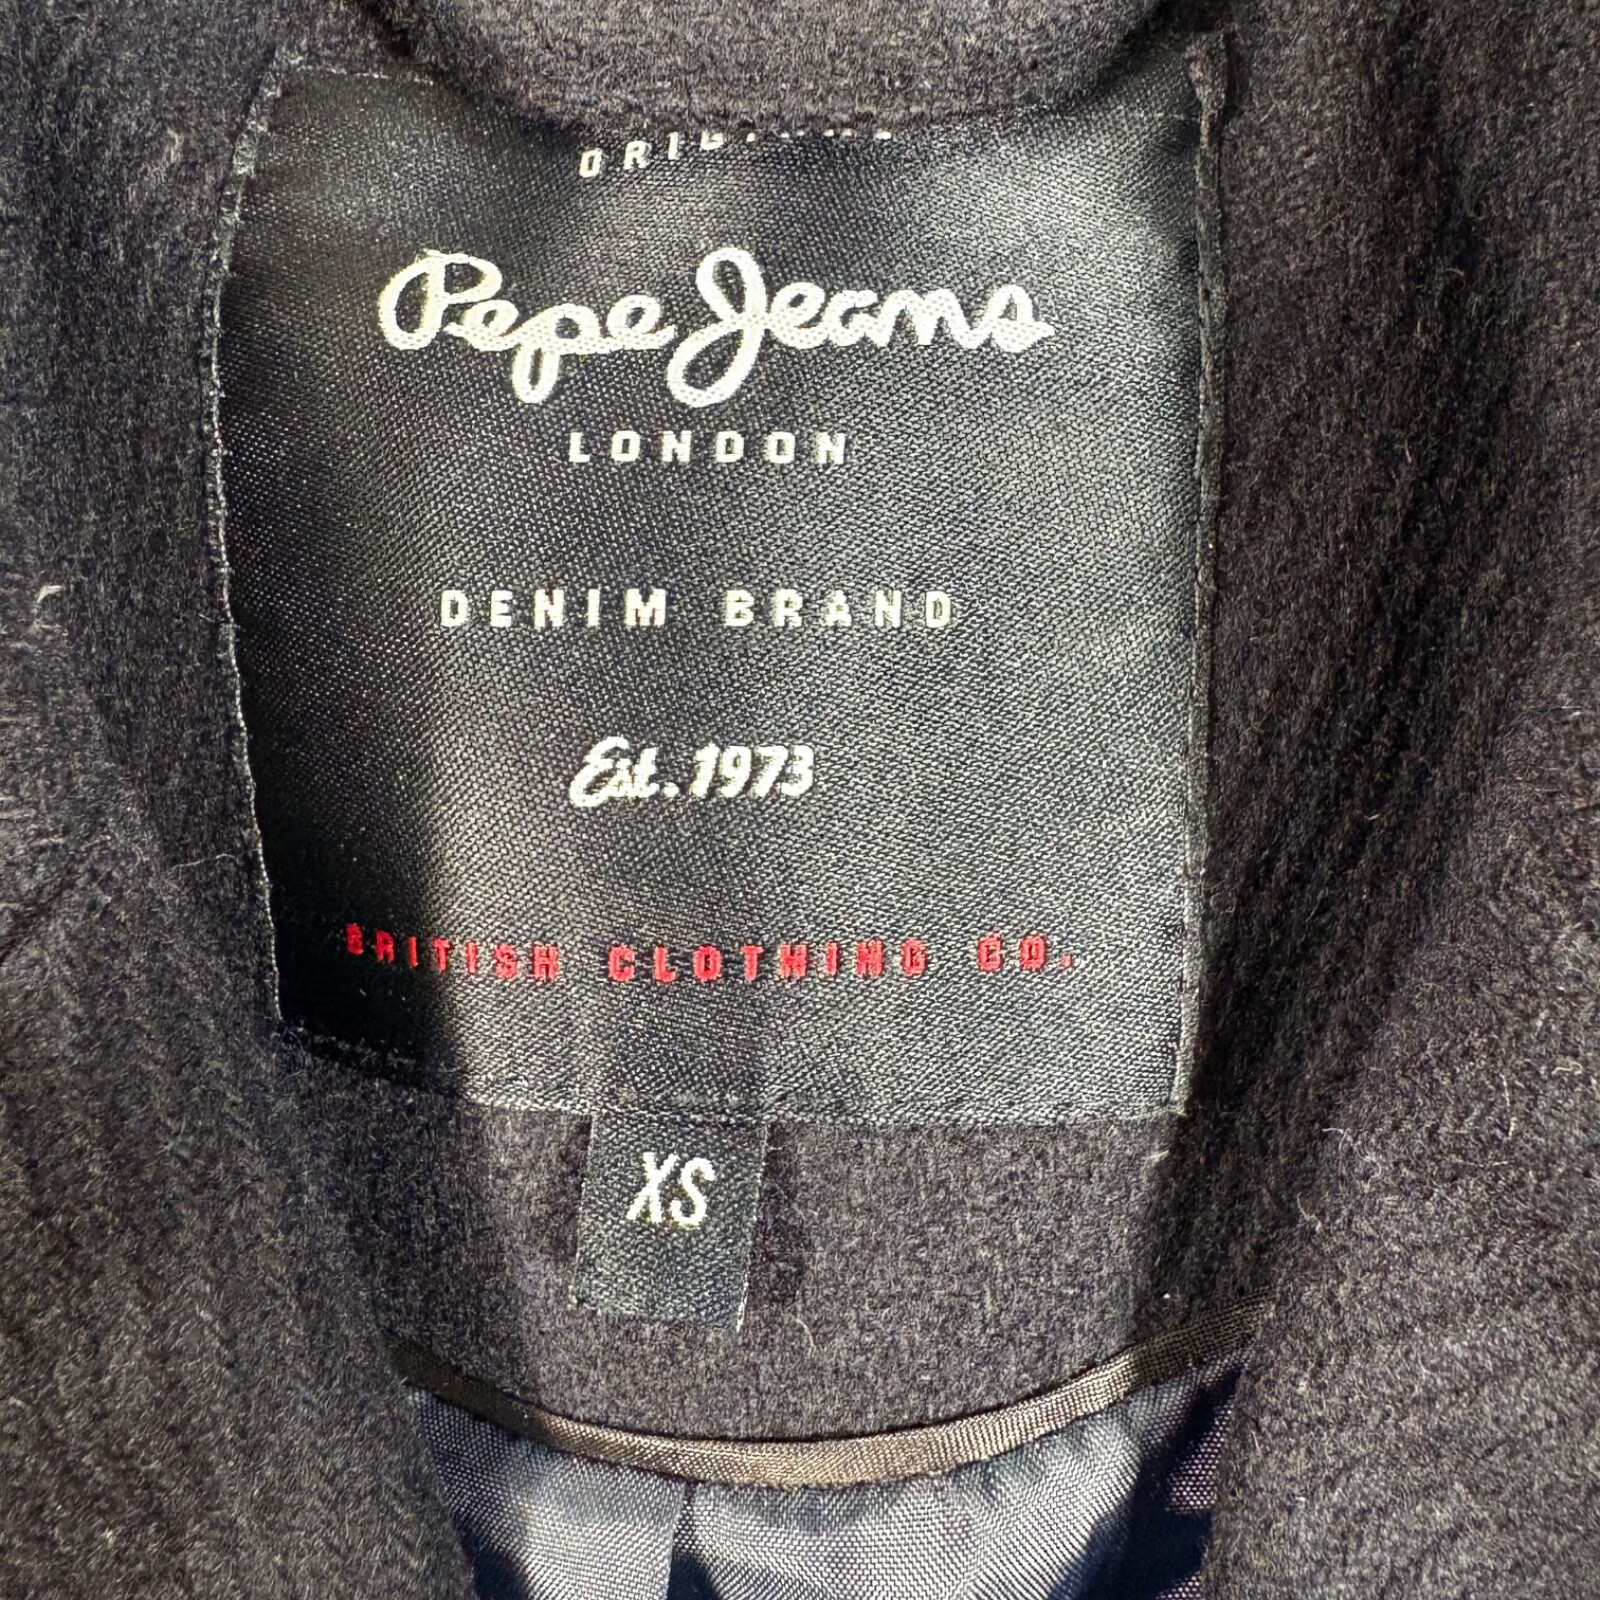 Pepe Jeans
LONDON
DENIM BRAND
Est. 1973
BRITISH CLOTHING CO.
XS